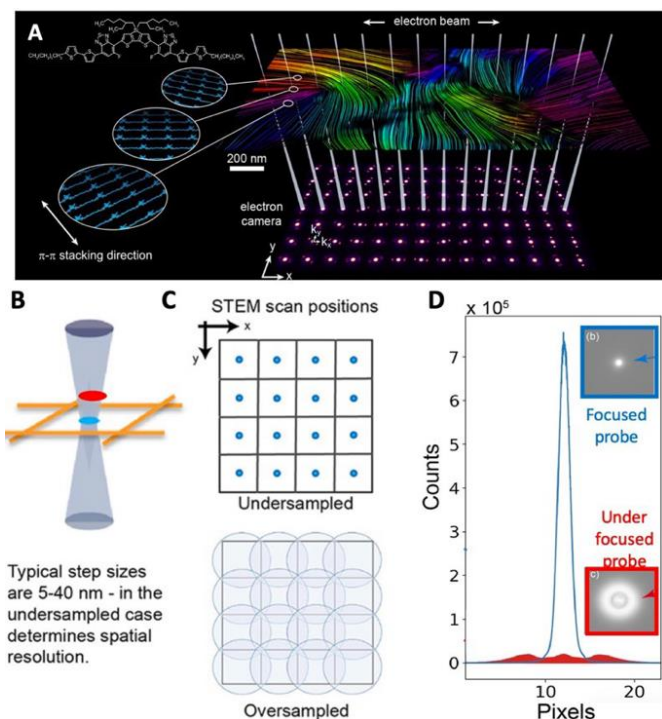 A
electron beam
200 nm
electron
camera
ky
kx
y
x
π-π stacking direction
B
Typical step sizes
are 5-40 nm - in the
undersampled case
determines spatial
resolution.
C
STEM scan positions
x
y
Undersampled
Oversampled
D
x 10⁵
7
6
5
4
3
2
1
0
Counts
10
20
Pixels
(b)
Focused
probe
Under
focused
probe
c)